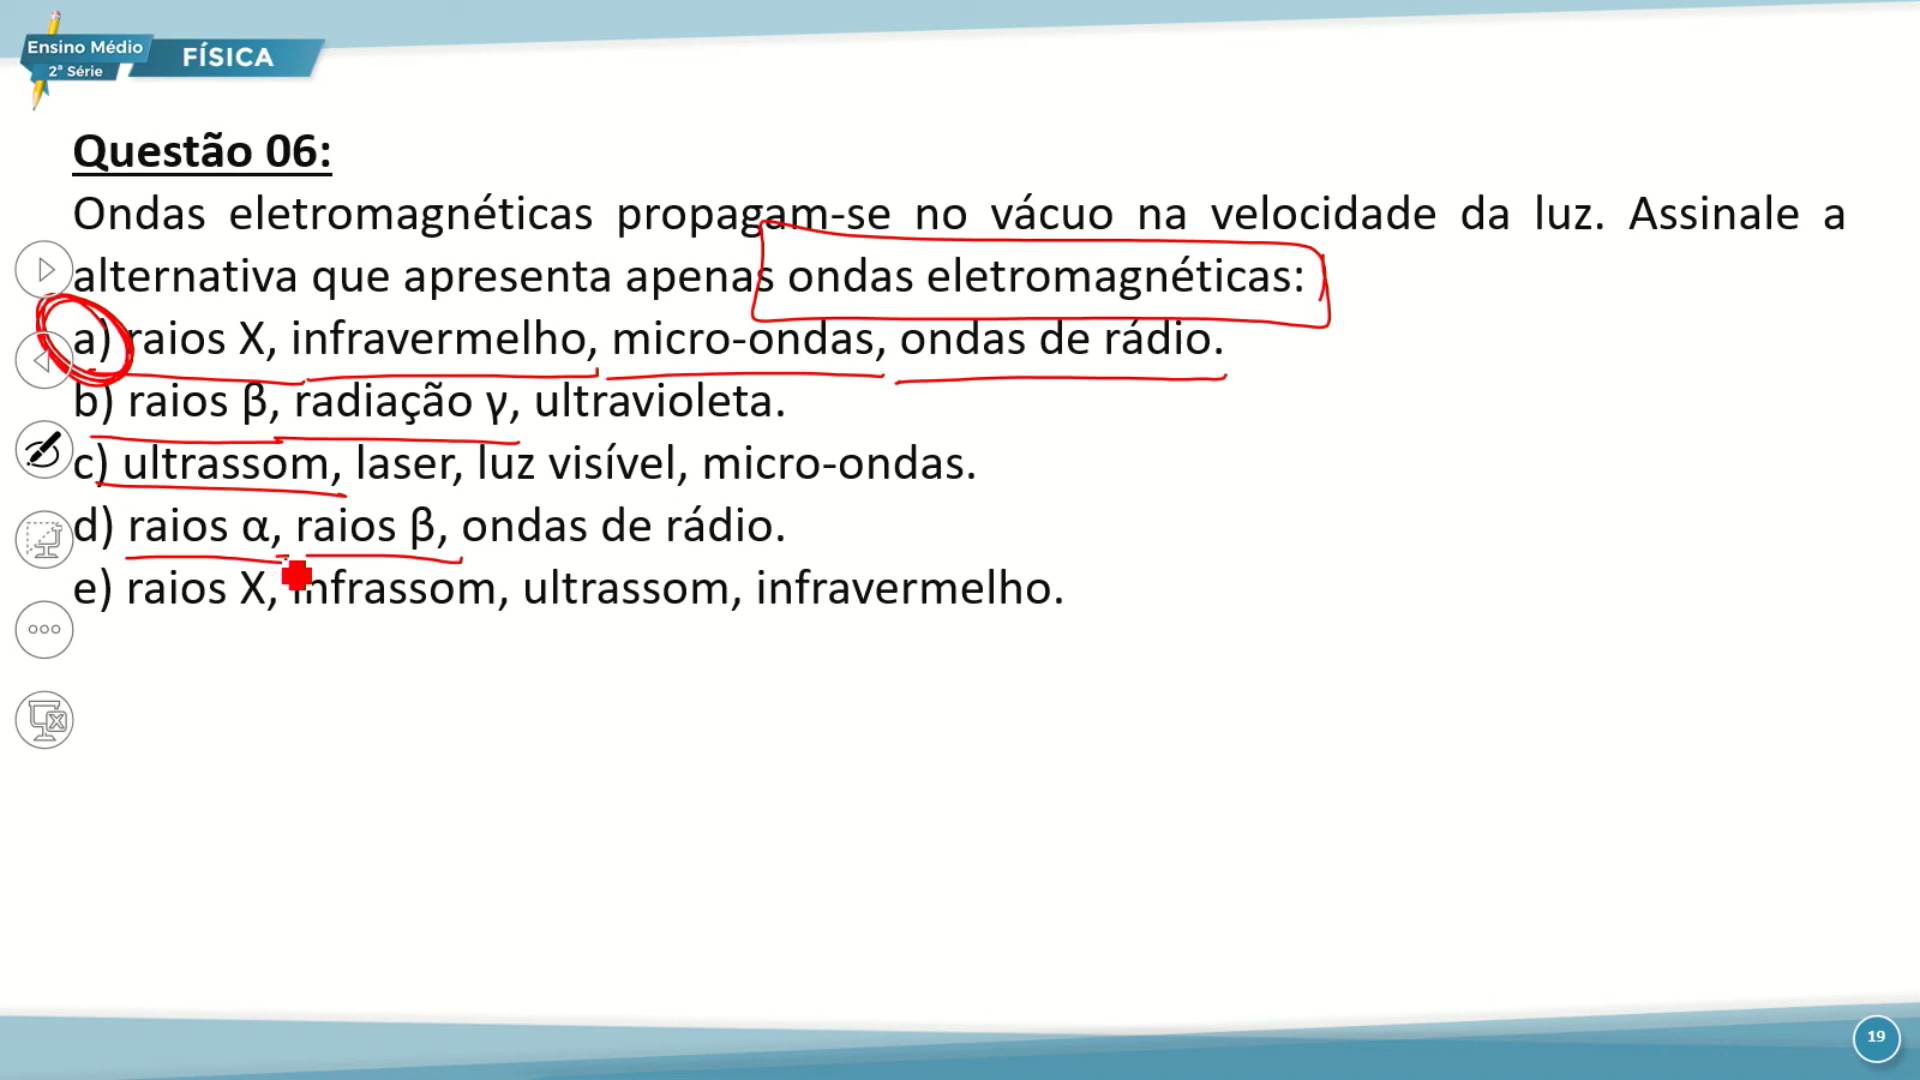 Ensino Médio
2ª Série
FÍSICA
Questão 06:
Ondas eletromagnéticas propagam-se no vácuo na velocidade da luz. Assinale a
alternativa que apresenta apenas ondas eletromagnéticas:
a) raios X, infravermelho, micro-ondas, ondas de rádio.
b) raios β, radiação γ, ultravioleta.
c) ultrassom, laser, luz visível, micro-ondas.
d) raios α, raios β, ondas de rádio.
e) raios X, infrassom, ultrassom, infravermelho.
19